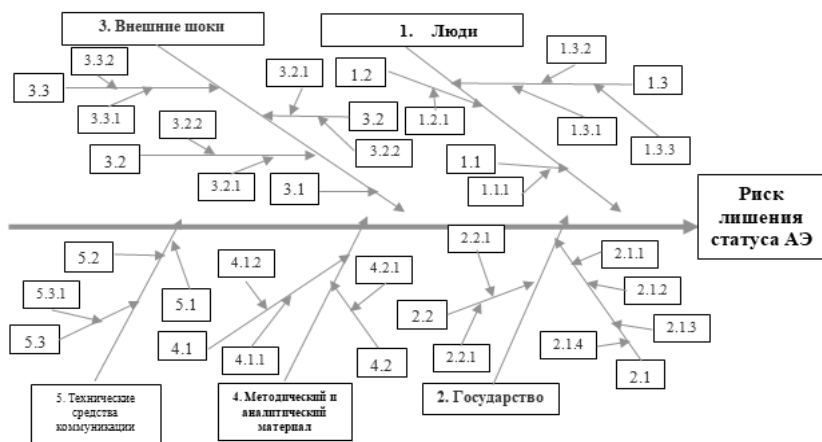 3. Внешние шоки
1. Люди
3.3.2
3.3
3.3.1
3.2.1
3.2
3.2.2
3.2.2
3.2
3.2.1
3.1
1.2
1.2.1
1.3.2
1.3
1.3.1
1.3.3
1.1
1.1.1
Риск
лишения
статуса АЭ
5.2
5.1
5.3.1
5.3
4.1.2
4.1
4.1.1
4.2.1
4.2
2.2.1
2.2
2.2.1
2.1.1
2.1.2
2.1.3
2.1.4
2.1
5. Технические
средства
коммуникации
4. Методический и
аналитический
материал
2. Государство